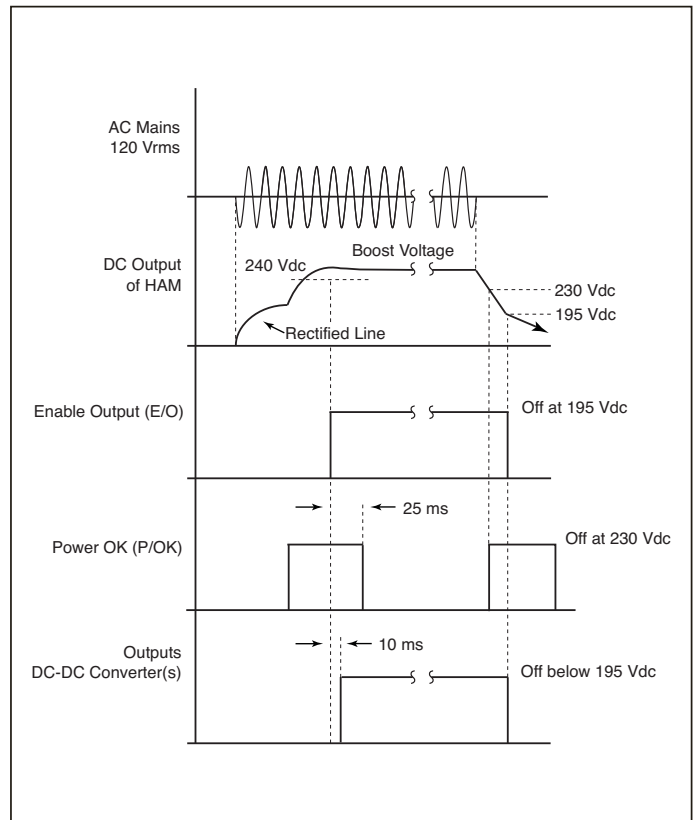 AC Mains
120 Vrms
DC Output
of HAM
240 Vdc
Boost Voltage
230 Vdc
195 Vdc
Rectified Line
Enable Output (E/O)
Off at 195 Vdc
25 ms
Power OK (P/OK)
Off at 230 Vdc
10 ms
Outputs
DC-DC Converter(s)
Off below 195 Vdc